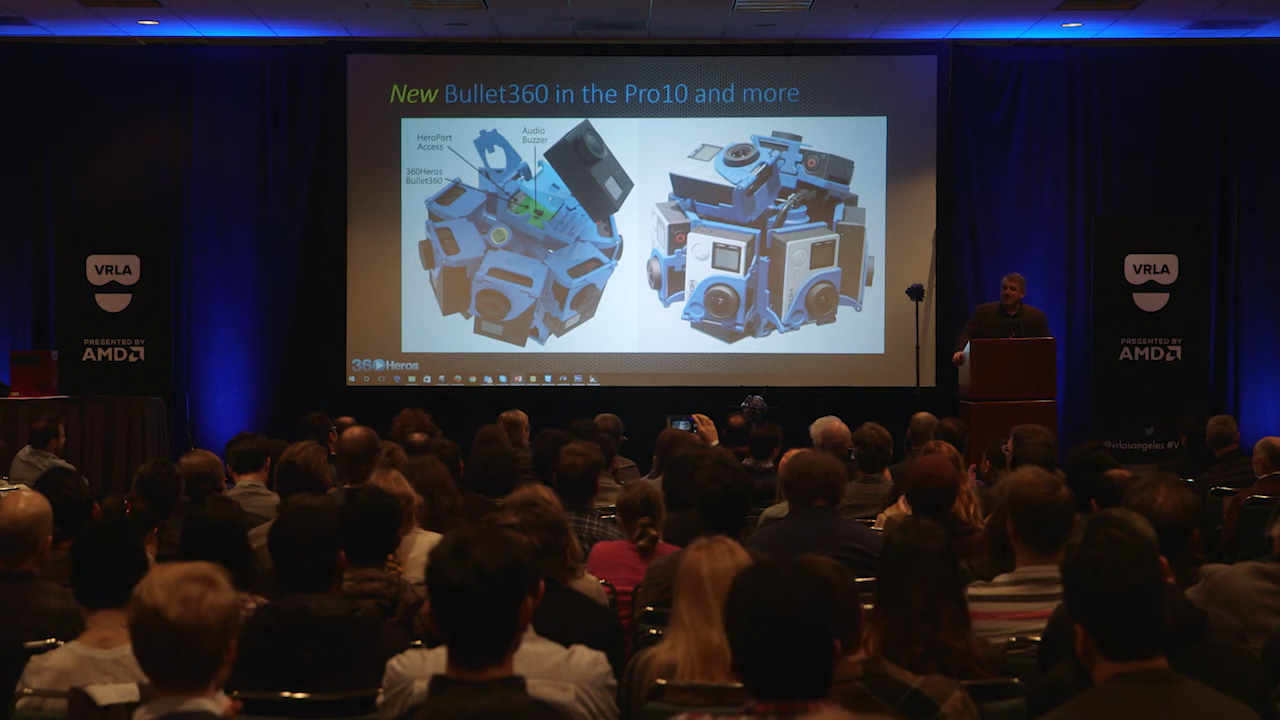 New Bullet360 in the Pro10 and more
HeroPort
Access
Audio
Buzzer
360Heros
Bullet360
360Heros
VRLA
PRESENTED BY
AMD
VRLA
PRESENTED BY
AMD
@vrlosangeles #V